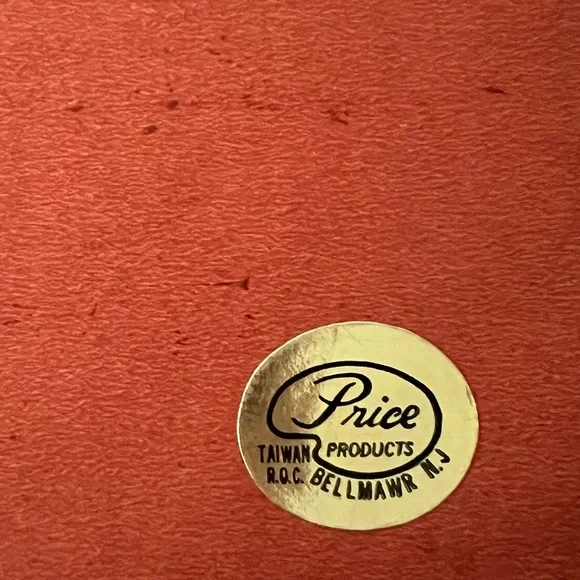 Price
TAIWAN PRODUCTS
R.O.C. BELLMAWR N.J